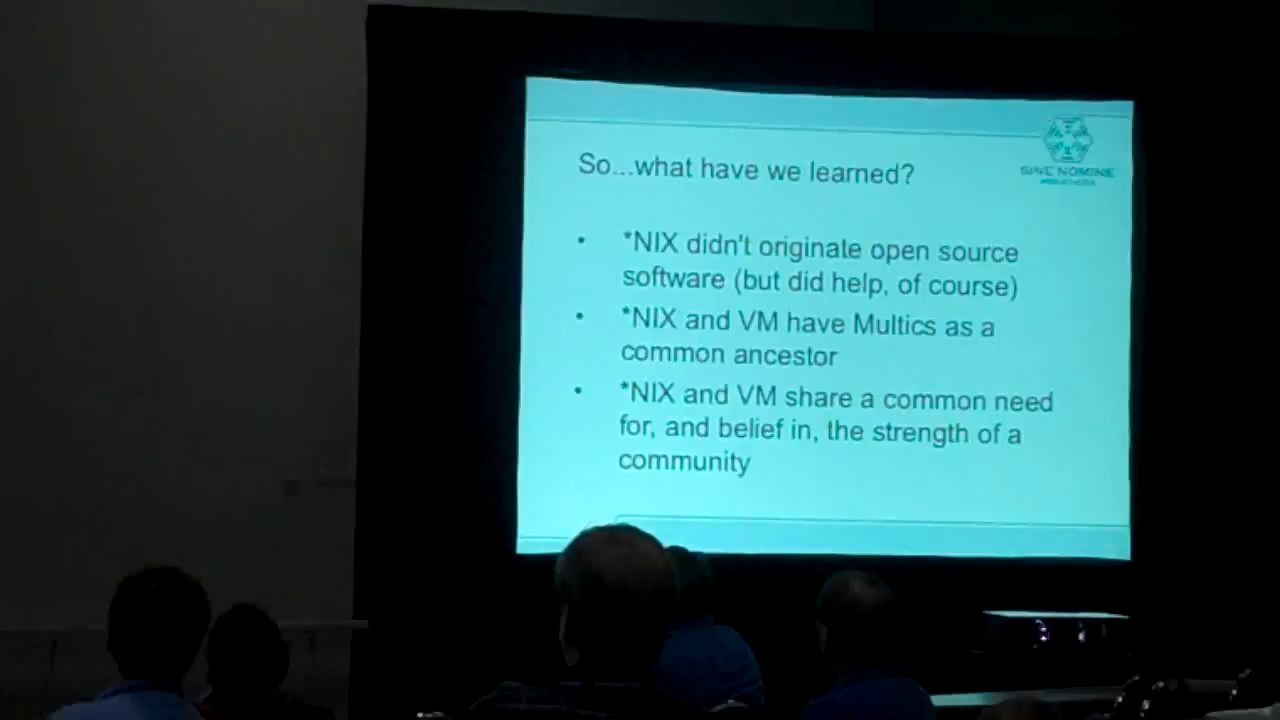 So...what have we learned?
SINE NOMINE
• *NIX didn't originate open source
software (but did help, of course)
• *NIX and VM have Multics as a
common ancestor
• *NIX and VM share a common need
for, and belief in, the strength of a
community